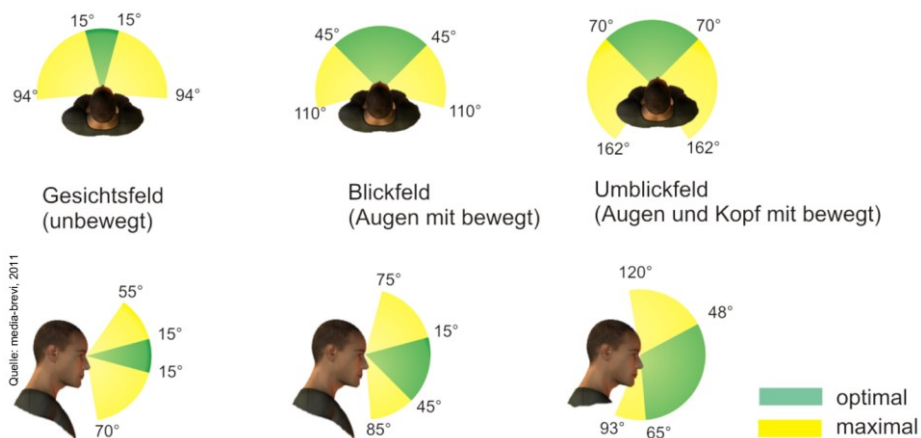 15° 15°
94° 94°
45° 45°
110° 110°
70° 70°
162° 162°
Gesichtsfeld
(unbewegt)
Blickfeld
(Augen mit bewegt)
Umblickfeld
(Augen und Kopf mit bewegt)
Quelle: media-brevi, 2011
55°
15°
15°
70°
75°
15°
45°
85°
120°
48°
93° 65°
optimal
maximal